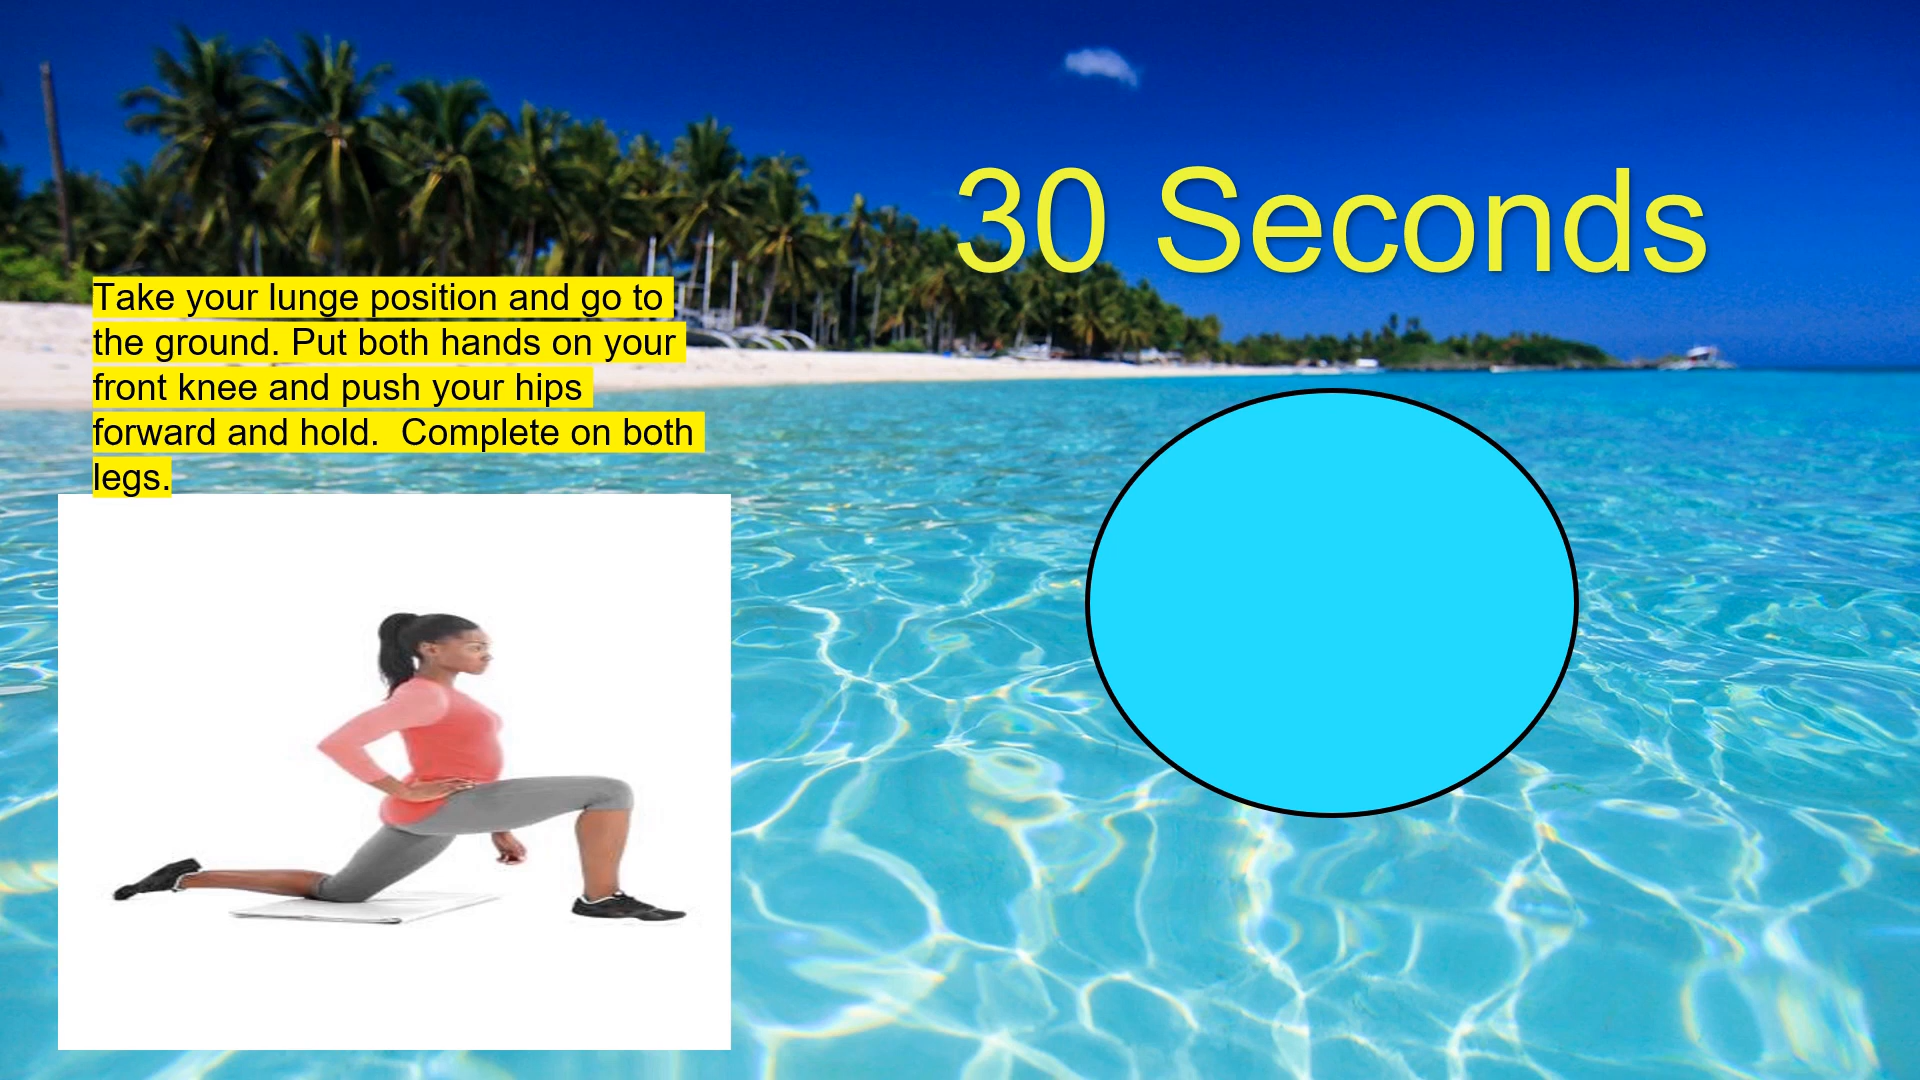 30 Seconds
Take your lunge position and go to
the ground. Put both hands on your
front knee and push your hips
forward and hold.  Complete on both
legs.